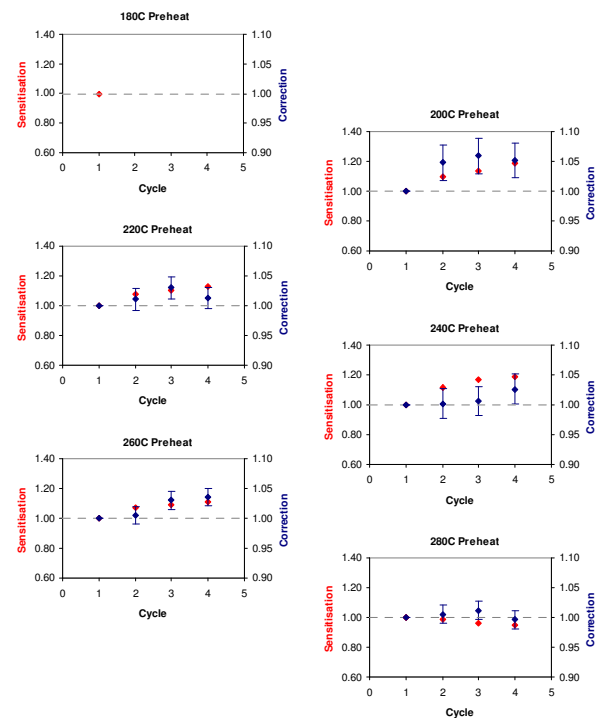 180C Preheat
1.40
1.20
1.00
0.80
0.60
1.10
1.05
1.00
0.95
0.90
0 1 2 3 4 5
Sensitisation
Correction
Cycle
200C Preheat
1.40
1.20
1.00
0.80
0.60
1.10
1.05
1.00
0.95
0.90
0 1 2 3 4 5
Sensitisation
Correction
Cycle
220C Preheat
1.40
1.20
1.00
0.80
0.60
1.10
1.05
1.00
0.95
0.90
0 1 2 3 4 5
Sensitisation
Correction
Cycle
240C Preheat
1.40
1.20
1.00
0.80
0.60
1.10
1.05
1.00
0.95
0.90
0 1 2 3 4 5
Sensitisation
Correction
Cycle
260C Preheat
1.40
1.20
1.00
0.80
0.60
1.10
1.05
1.00
0.95
0.90
0 1 2 3 4 5
Sensitisation
Correction
Cycle
280C Preheat
1.40
1.20
1.00
0.80
0.60
1.10
1.05
1.00
0.95
0.90
0 1 2 3 4 5
Sensitisation
Correction
Cycle